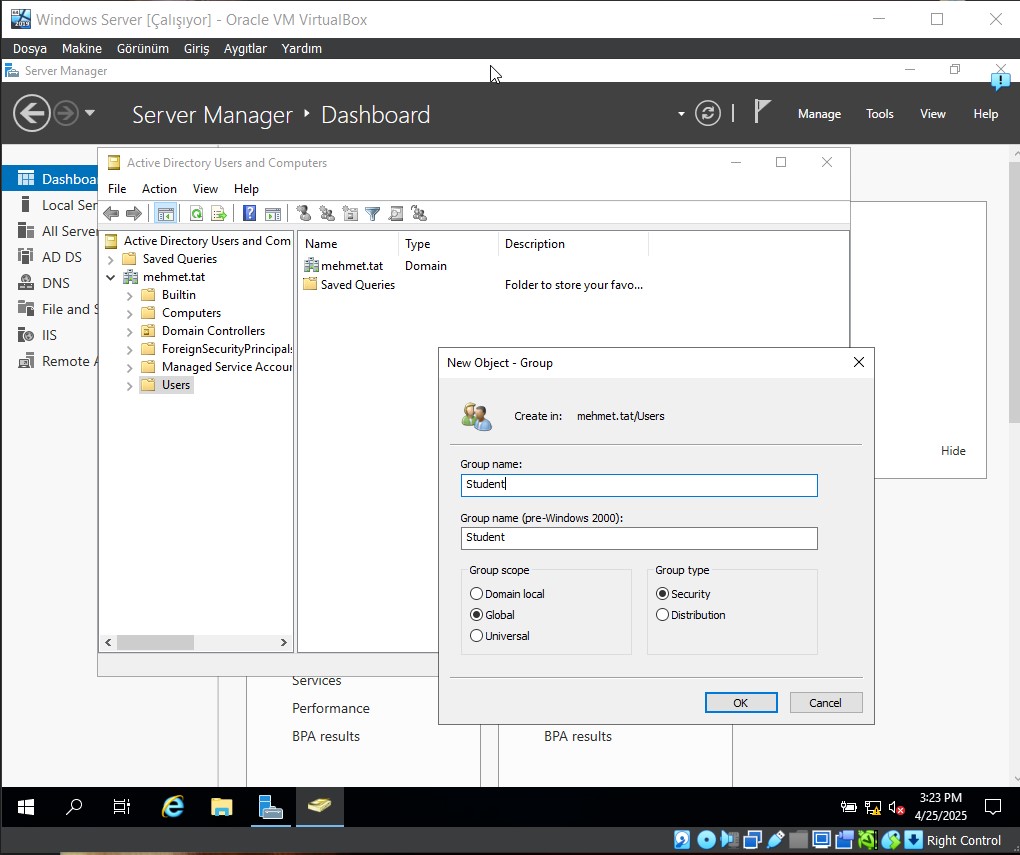 Windows Server [Çalışıyor] - Oracle VM VirtualBox
Dosya Makine Görünüm Giriş Aygıtlar Yardım
Server Manager
Server Manager Dashboard
Manage Tools View Help
Dashboa
Local Ser
All Server
AD DS
DNS
File and S
IIS
Remote A
Active Directory Users and Computers
File Action View Help
Active Directory Users and Com
Saved Queries
mehmet.tat
Builtin
Computers
Domain Controllers
ForeignSecurityPrincipals
Managed Service Accour
Users
Name Type Description
mehmet.tat Domain
Saved Queries Folder to store your favo...
New Object - Group
Create in: mehmet.tat/Users
Group name:
Student
Group name (pre-Windows 2000):
Student
Group scope
Domain local
Global
Universal
Group type
Security
Distribution
OK Cancel
Hide
Services
Performance
BPA results
BPA results
3:23 PM
4/25/2025
Right Control